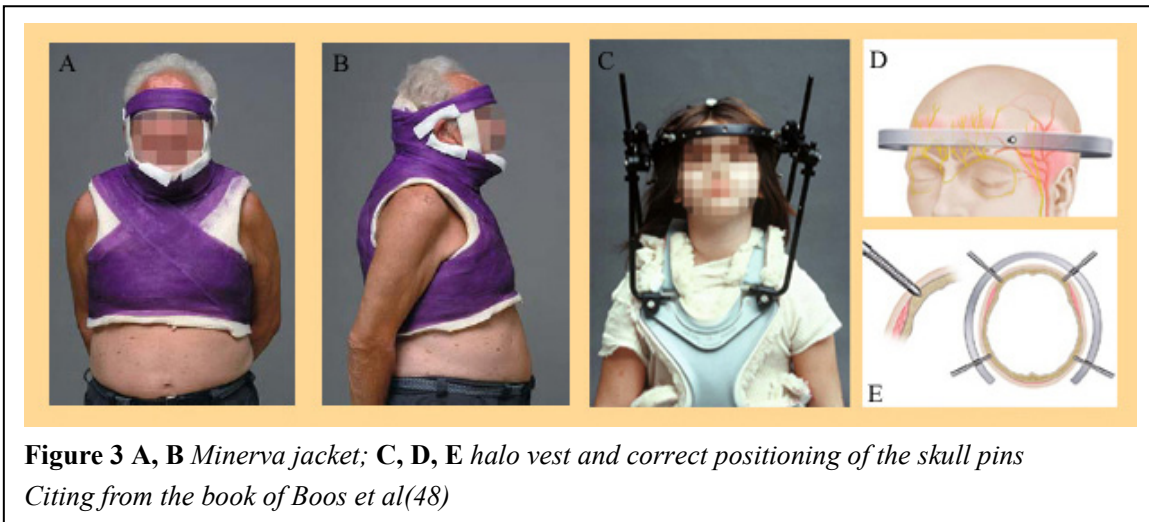 A
B
C
D
E
Figure 3 A, B Minerva jacket; C, D, E halo vest and correct positioning of the skull pins
Citing from the book of Boos et al(48)